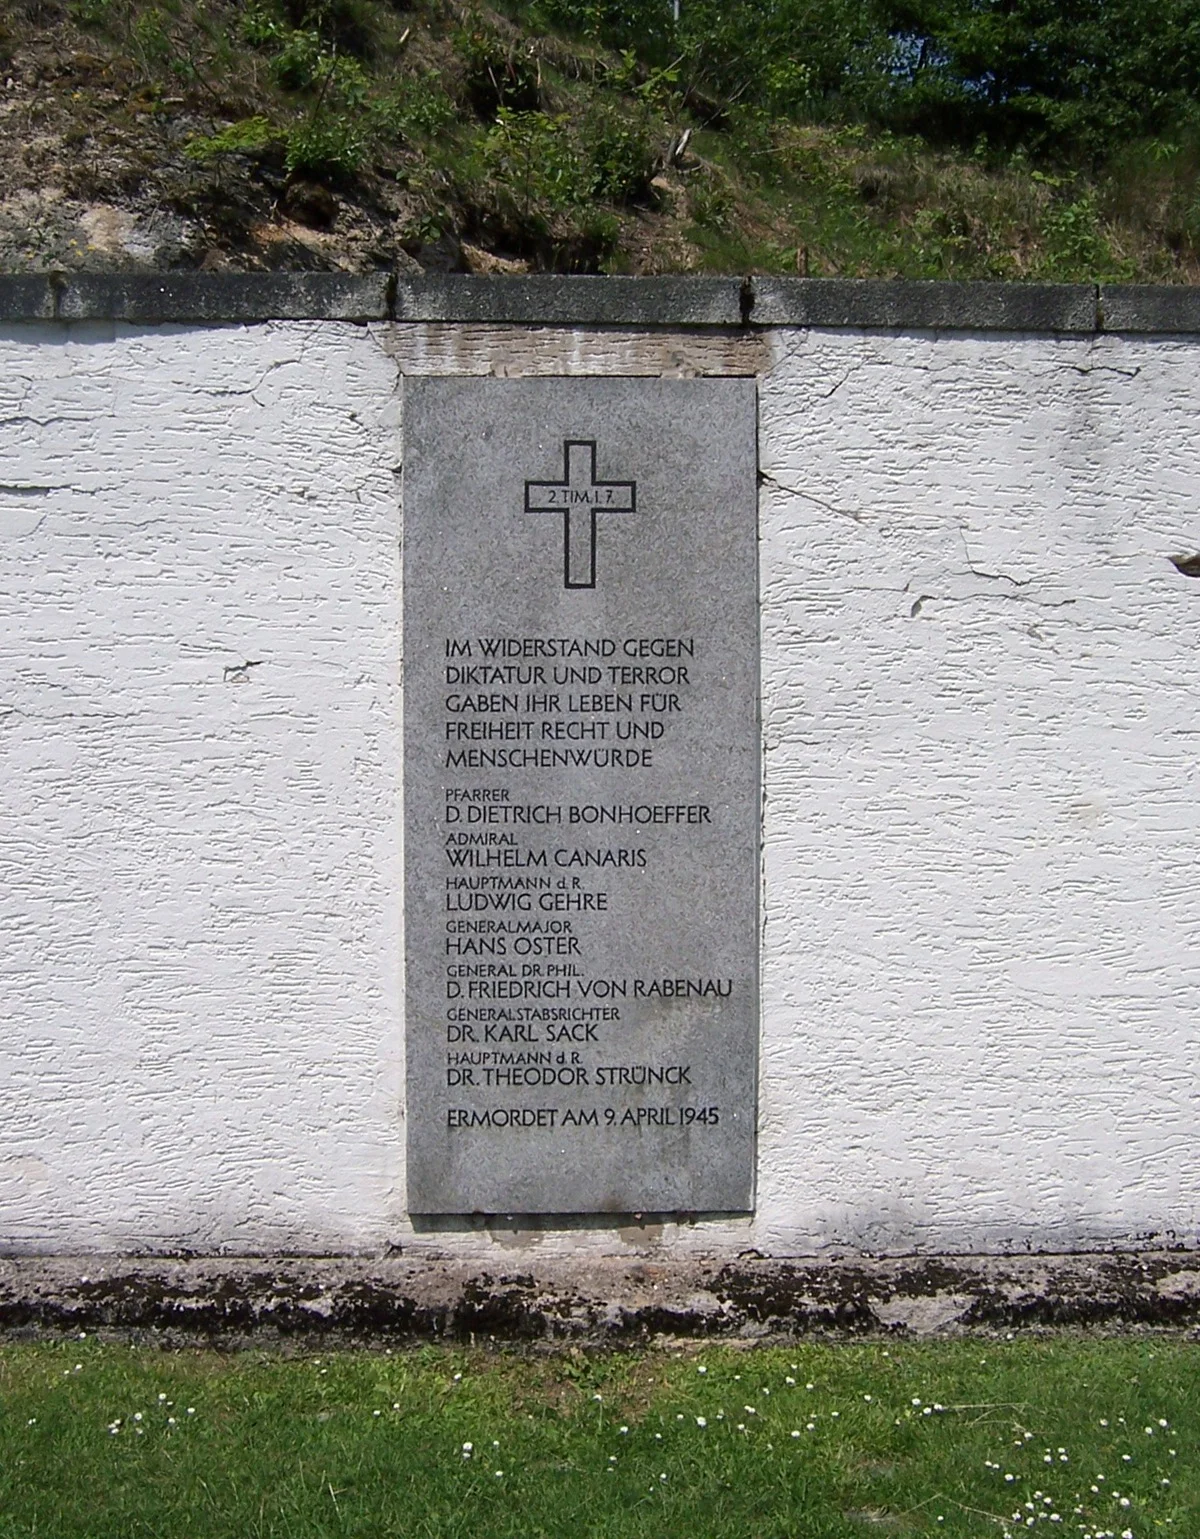 2.TIM.1.7.
IM WIDERSTAND GEGEN
DIKTATUR UND TERROR
GABEN IHR LEBEN FÜR
FREIHEIT RECHT UND
MENSCHENWÜRDE
PFARRER
D. DIETRICH BONHOEFFER
ADMIRAL
WILHELM CANARIS
HAUPTMANN d.R.
LUDWIG GEHRE
GENERALMAJOR
HANS OSTER
GENERAL DR. PHIL.
D. FRIEDRICH VON RABENAU
GENERALSTABSRICHTER
DR. KARL SACK
HAUPTMANN d.R.
DR. THEODOR STRÜNCK
ERMORDET AM 9. APRIL 1945